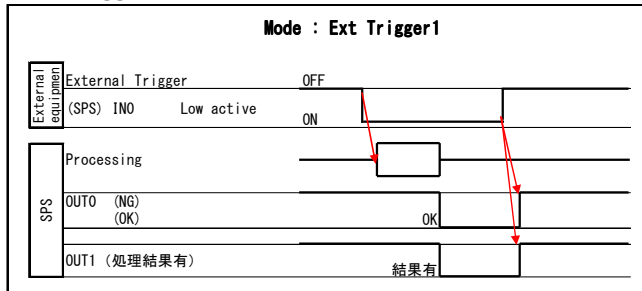 Mode : Ext Trigger1
External
equipmen
External Trigger OFF
(SPS) IN0 Low active ON
SPS
Processing
OUT0 (NG)
(OK) OK
OUT1 (処理結果有) 結果有